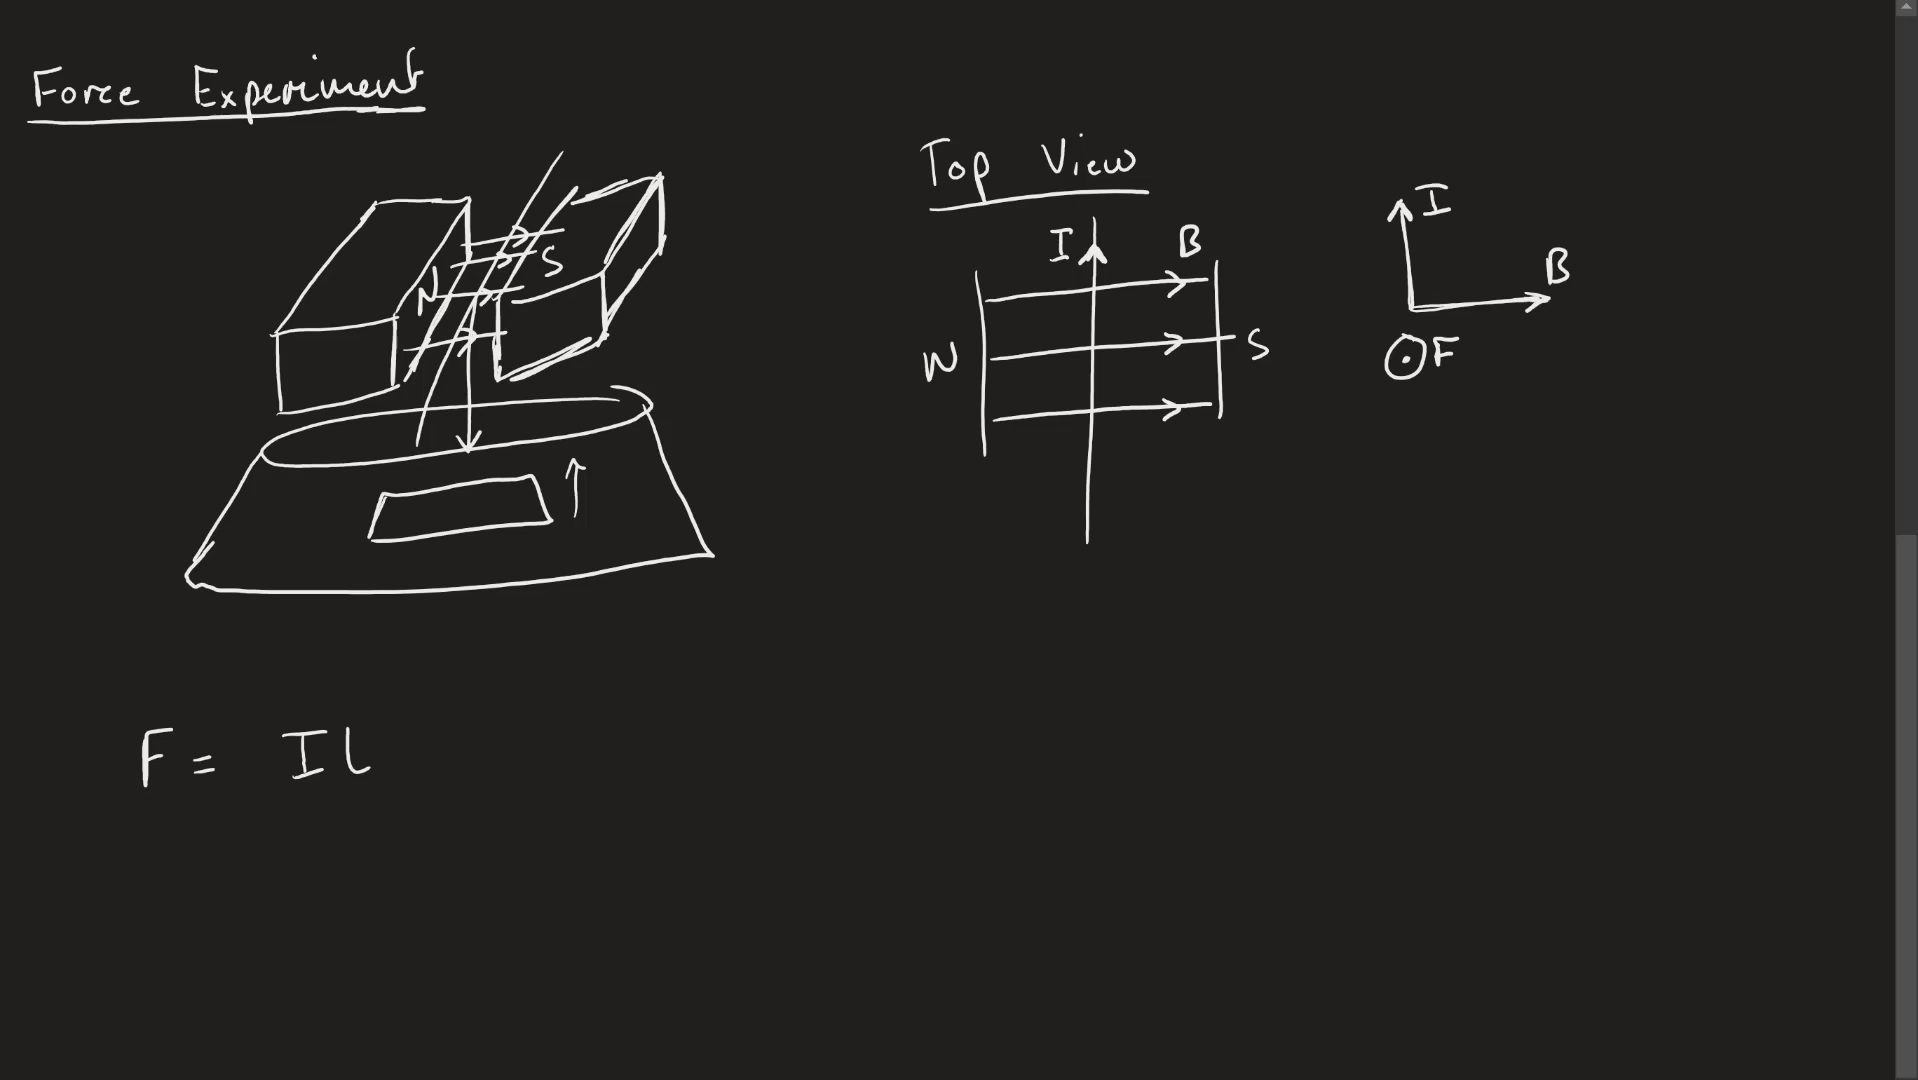 Force Experiment
Top View
I
B
I
B
N
S
N
S
F
F = Il